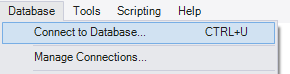 Database Tools Scripting Help
Connect to Database... CTRL+U
Manage Connections...